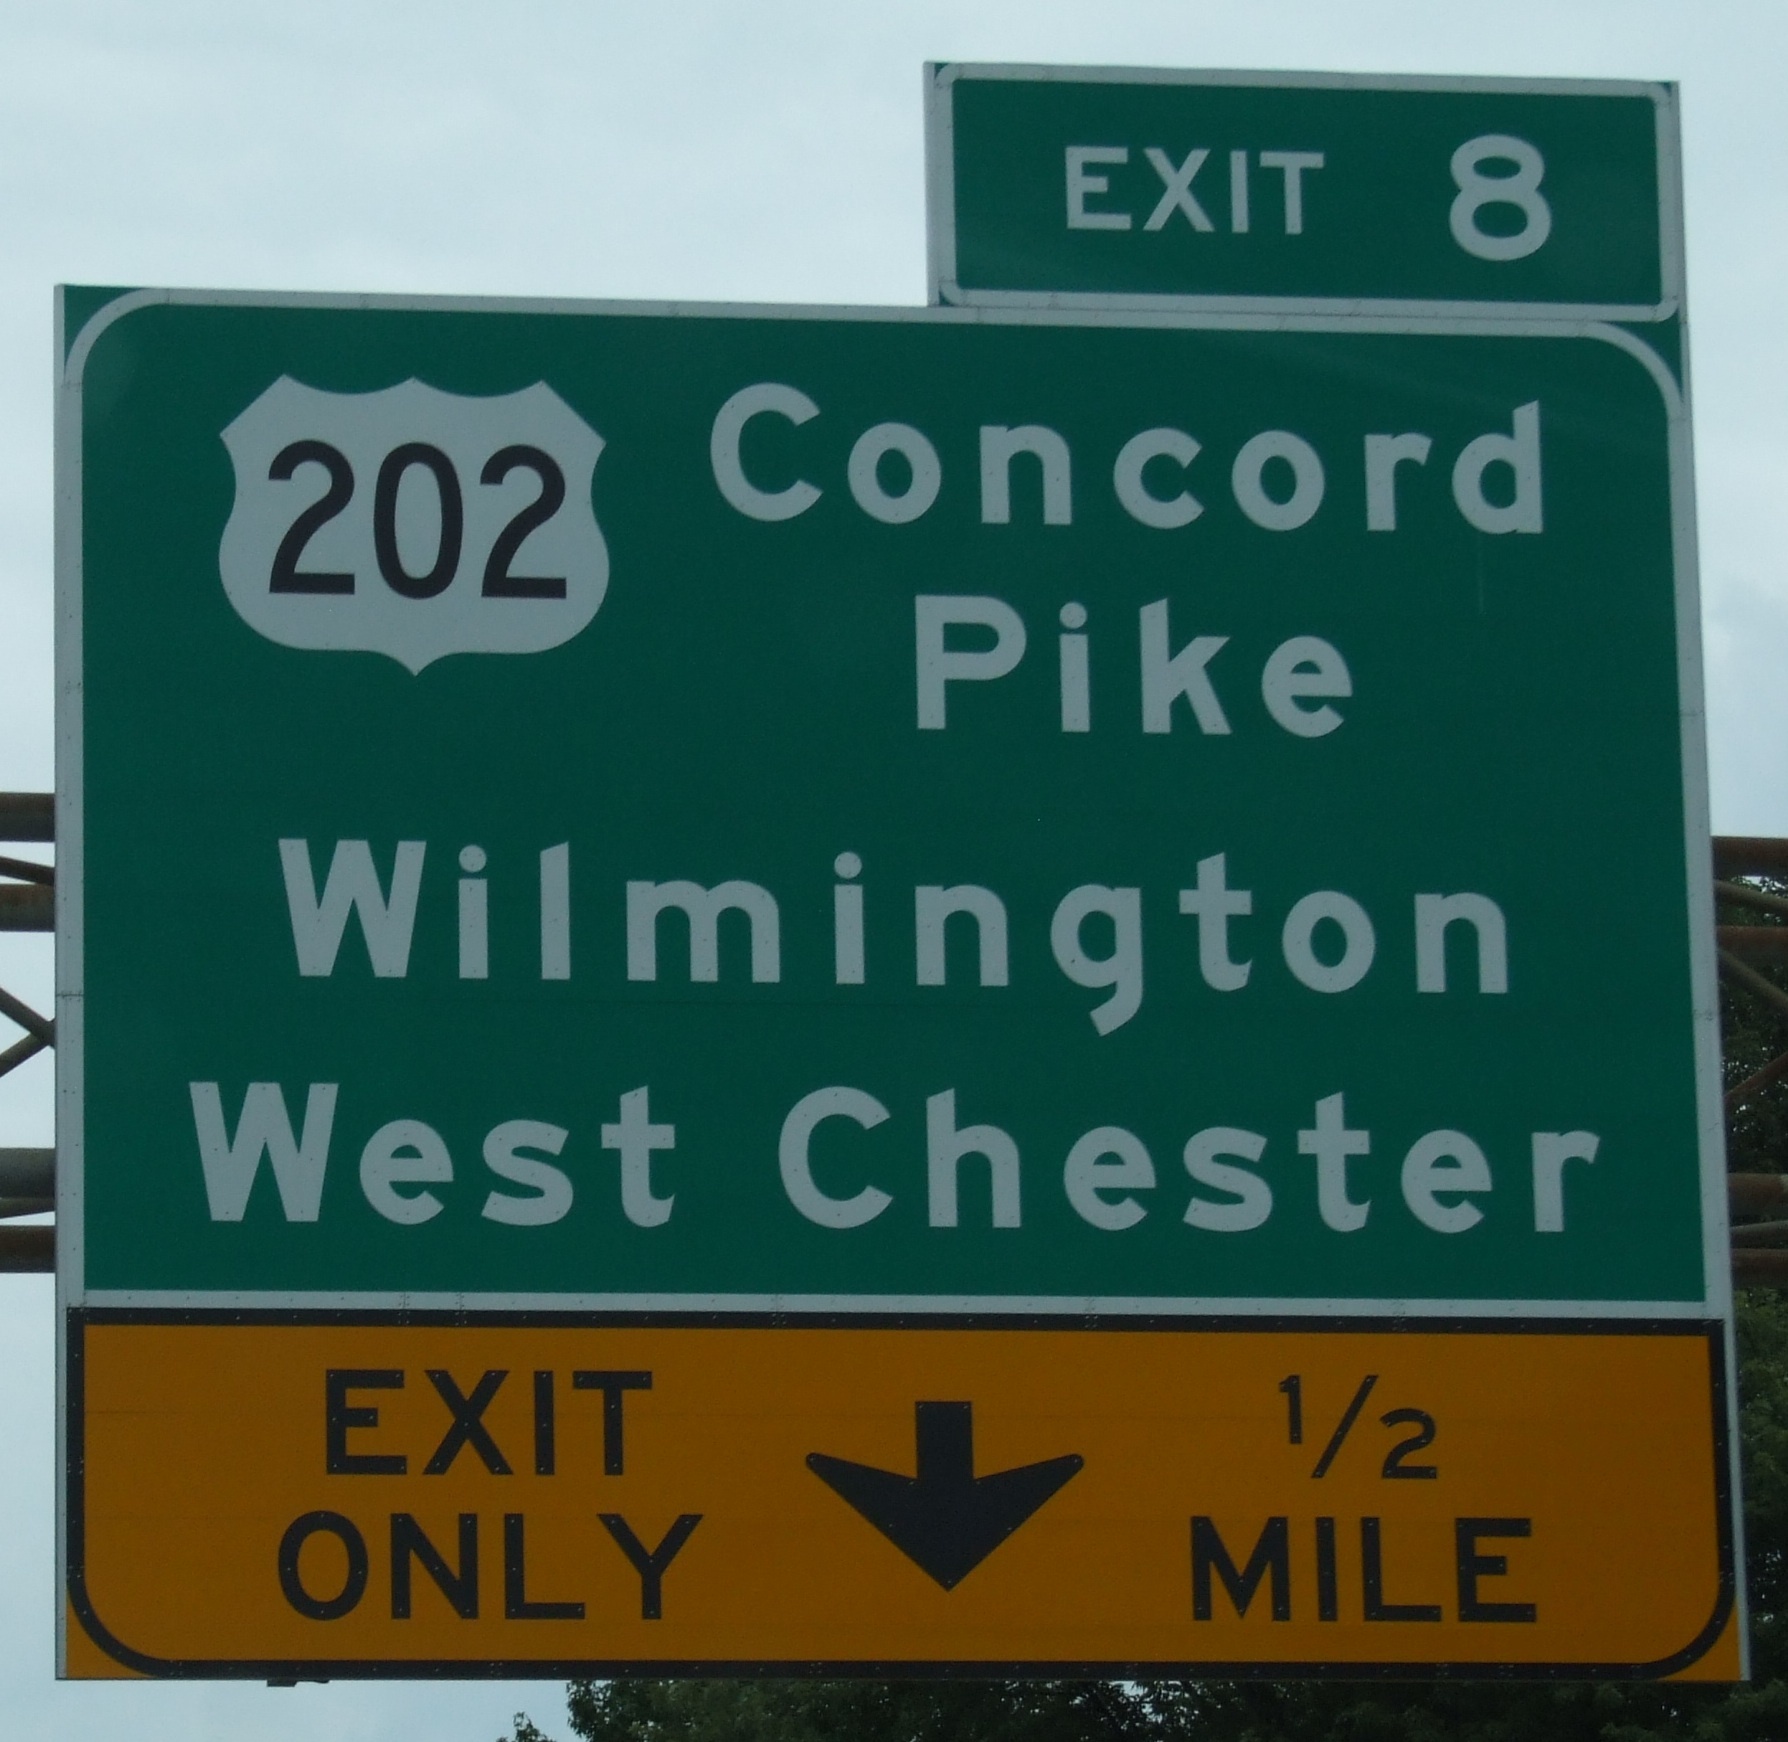 EXIT 8
202 Concord
Pike
Wilmington
West Chester
EXIT 1/2
ONLY MILE